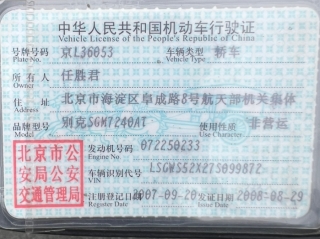 中华人民共和国机动车行驶证
Vehicle License of the People's Republic of China
号牌号码 京L36053 车辆类型 轿车
Plate No. Vehicle Type
所有人 任胜君
Owner
住址 北京市海淀区阜成路8号航天部机关集体
Address
品牌型号 别克SGM7240AT 使用性质 非营运
Model Use Character
北京市公
安局公安
交通管理局
发动机号码 072250233
Engine No.
车辆识别代号 LSGWS52X27S099872
VIN
注册登记日期 2007-09-20 发证日期 2008-08-29
Register Date Issue Date